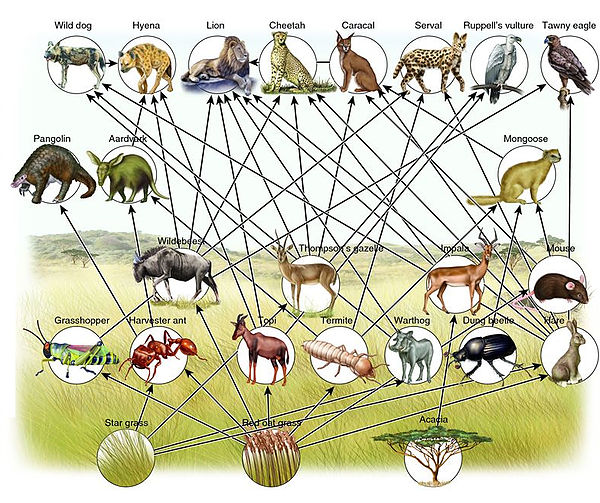 Wild dog
Hyena
Lion
Cheetah
Caracal
Serval
Ruppell's vulture
Tawny eagle
Pangolin
Aardvark
Mongoose
Wildebeest
Thompson's gazelle
Impala
Mouse
Grasshopper
Harvester ant
Topi
Termite
Warthog
Dung beetle
Hare
Star grass
Red oat grass
Acacia